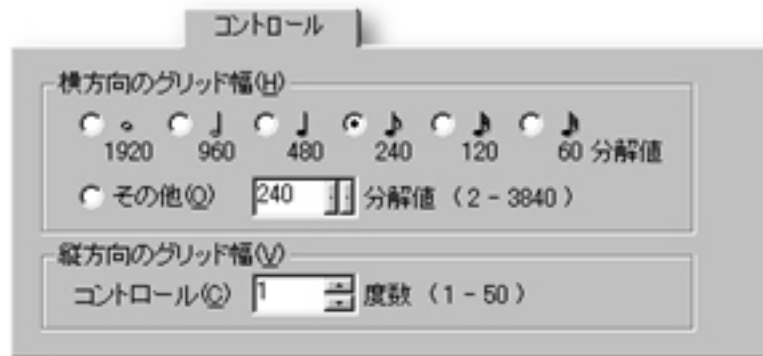 コントロール
横方向のグリッド幅(H)
1920 960 480 240 120 60 分解値
その他(O) 240 分解値 (2 - 3840)
縦方向のグリッド幅(V)
コントロール(C) 1 度数 (1 - 50)